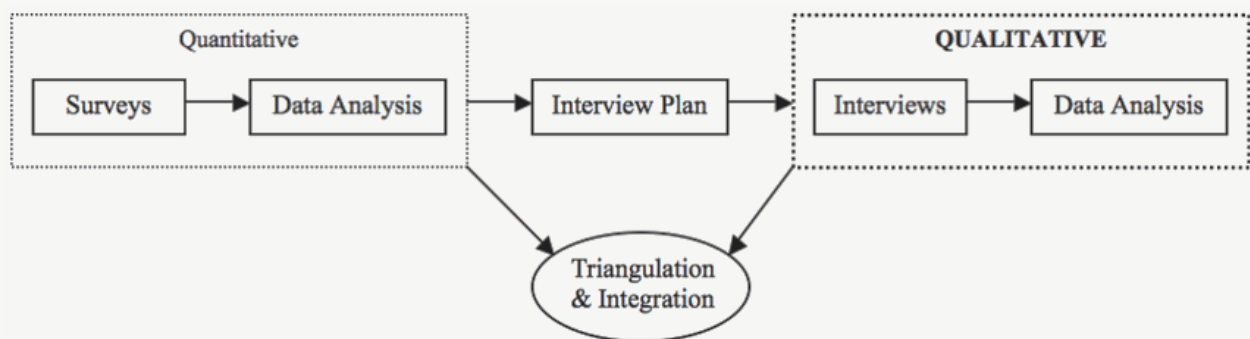 Quantitative
QUALITATIVE
Surveys
Data Analysis
Interview Plan
Interviews
Data Analysis
Triangulation
& Integration